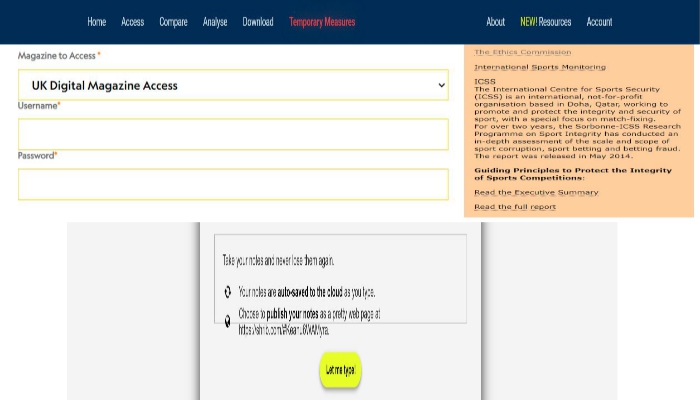 Home Access Compare Analyse Download Temporary Measures About NEW! Resources Account
Magazine to Access *
UK Digital Magazine Access
Username*
Password*
The Ethics Commission
International Sports Monitoring
ICSS
The International Centre for Sports Security
(ICSS) is an international, not-for-profit
organisation based in Doha, Qatar, working to
promote and protect the integrity and security of
sport, with a special focus on match-fixing.
For over two years, the Sorbonne-ICSS Research
Programme on Sport Integrity has conducted an
in-depth assessment of the scale and scope of
sport corruption, sport betting and betting fraud.
The report was released in May 2014.
Guiding Principles to Protect the Integrity
of Sports Competitions:
Read the Executive Summary
Read the full report
Take your notes and never lose them again.
Your notes are auto-saved to the cloud as you type.
Choose to publish your notes as a pretty web page at
Let me type!